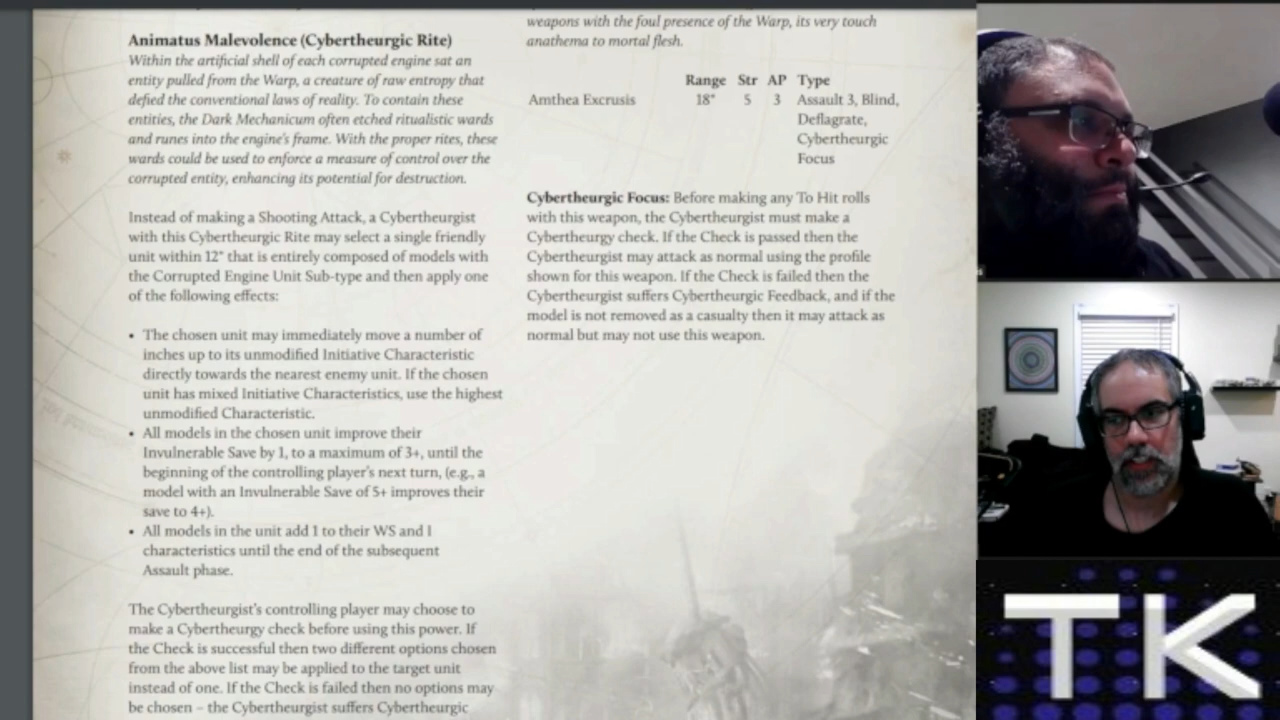 Animatus Malevolence (Cybertheurgic Rite)
Within the artificial shell of each corrupted engine sat an
entity pulled from the Warp, a creature of raw entropy that
defied the conventional laws of reality. To contain these
entities, the Dark Mechanicum often etched ritualistic wards
and runes into the engine's frame. With the proper rites, these
wards could be used to enforce a measure of control over the
corrupted entity, enhancing its potential for destruction.
Instead of making a Shooting Attack, a Cybertheurgist
with this Cybertheurgic Rite may select a single friendly
unit within 12" that is entirely composed of models with
the Corrupted Engine Unit Sub-type and then apply one
of the following effects:
• The chosen unit may immediately move a number of
inches up to its unmodified Initiative Characteristic
directly towards the nearest enemy unit. If the chosen
unit has mixed Initiative Characteristics, use the highest
unmodified Characteristic.
• All models in the chosen unit improve their
Invulnerable Save by 1, to a maximum of 3+, until the
beginning of the controlling player's next turn, (e.g., a
model with an Invulnerable Save of 5+ improves their
save to 4+).
• All models in the unit add 1 to their WS and I
characteristics until the end of the subsequent
Assault phase.
The Cybertheurgist's controlling player may choose to
make a Cybertheurgy check before using this power. If
the Check is successful then two different options chosen
from the above list may be applied to the target unit
instead of one. If the Check is failed then no options may
be chosen – the Cybertheurgist suffers Cybertheurgic
weapons with the foul presence of the Warp, its very touch
anathema to mortal flesh.
Range Str AP Type
Amthea Excrusis 18" 5 3 Assault 3, Blind,
Deflagrate,
Cybertheurgic
Focus
Cybertheurgic Focus: Before making any To Hit rolls
with this weapon, the Cybertheurgist must make a
Cybertheurgy check. If the Check is passed then the
Cybertheurgist may attack as normal using the profile
shown for this weapon. If the Check is failed then the
Cybertheurgist suffers Cybertheurgic Feedback, and if the
model is not removed as a casualty then it may attack as
normal but may not use this weapon.
TK